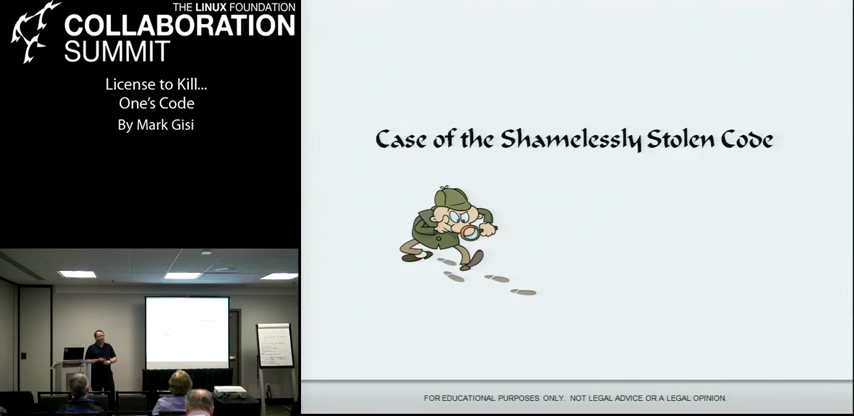 THE LINUX FOUNDATION
COLLABORATION
SUMMIT
License to Kill...
One's Code
By Mark Gisi
Case of the Shamelessly Stolen Code
FOR EDUCATIONAL PURPOSES ONLY.  NOT LEGAL ADVICE OR A LEGAL OPINION.